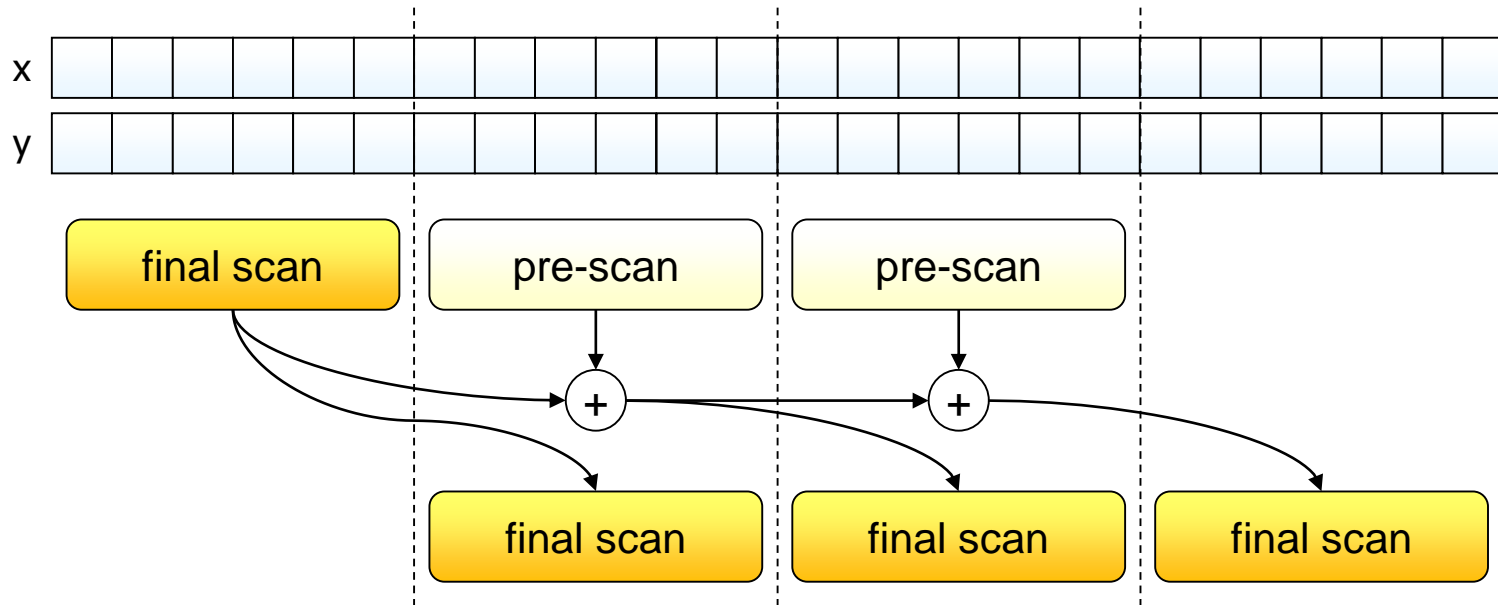 x
y
final scan
pre-scan
pre-scan
+
+
final scan
final scan
final scan